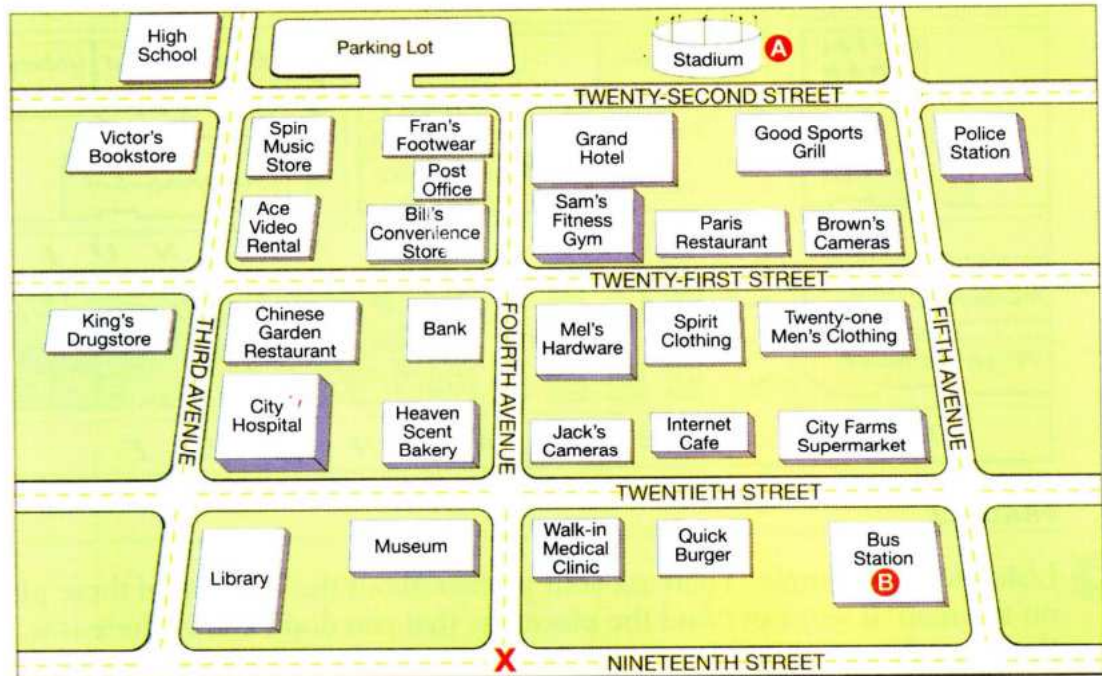 High
School
Parking Lot
Stadium
A
TWENTY-SECOND STREET
Victor's
Bookstore
Spin
Music
Store
Fran's
Footwear
Post
Office
Grand
Hotel
Good Sports
Grill
Police
Station
Ace
Video
Rental
Bill's
Convenience
Store
Sam's
Fitness
Gym
Paris
Restaurant
Brown's
Cameras
TWENTY-FIRST STREET
King's
Drugstore
THIRD AVENUE
Chinese
Garden
Restaurant
Bank
FOURTH AVENUE
Mel's
Hardware
Spirit
Clothing
Twenty-one
Men's Clothing
FIFTH AVENUE
City
Hospital
Heaven
Scent
Bakery
Jack's
Cameras
Internet
Cafe
City Farms
Supermarket
TWENTIETH STREET
Library
Museum
Walk-in
Medical
Clinic
Quick
Burger
Bus
Station
B
X
NINETEENTH STREET